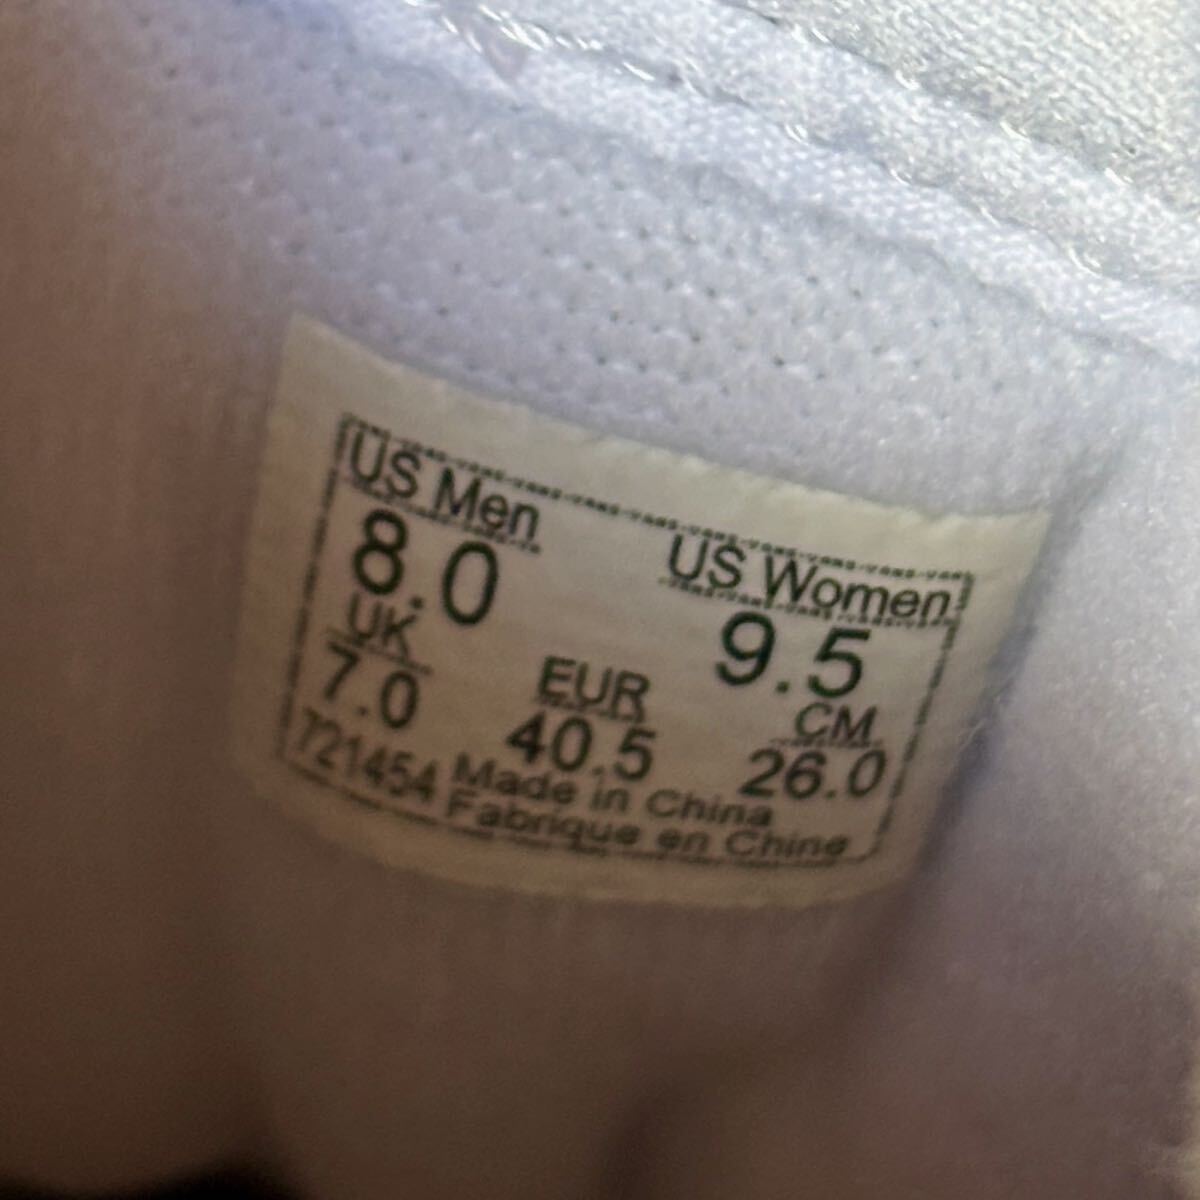 US Men US Women
8.0 9.5
UK EUR CM
7.0 40.5 26.0
721454 Made in China
Fabrique en Chine